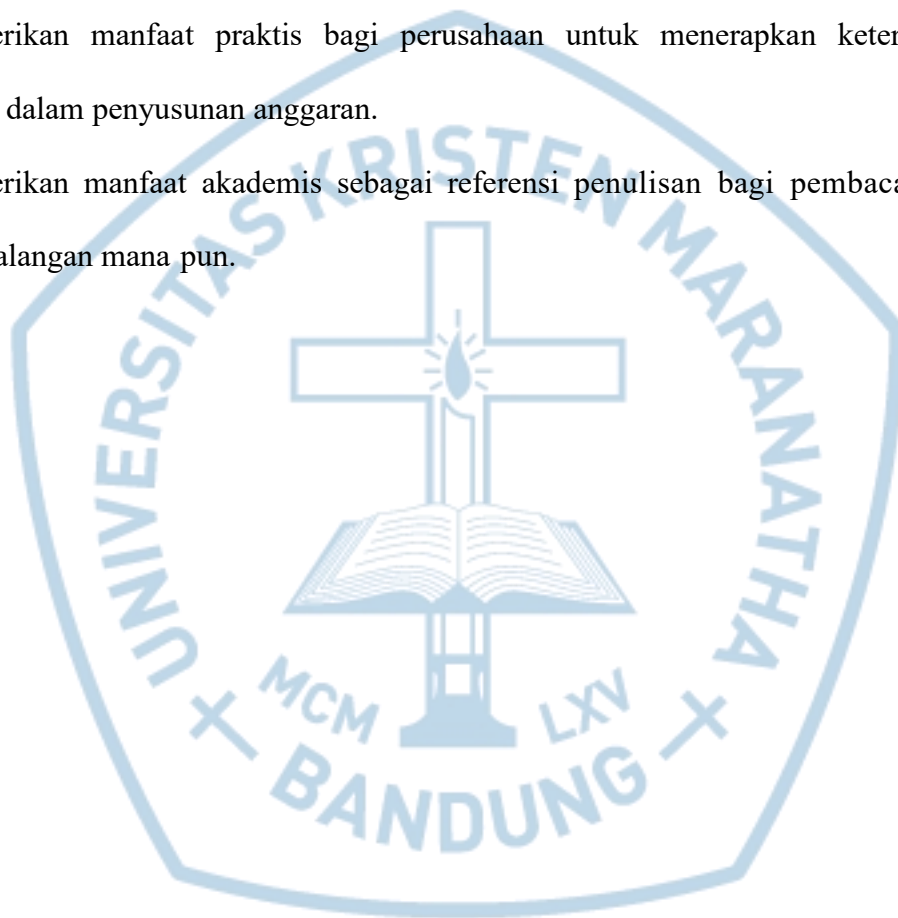 erikan manfaat praktis bagi perusahaan untuk menerapkan keter
dalam penyusunan anggaran.
erikan manfaat akademis sebagai referensi penulisan bagi pembaca
alangan mana pun.
UNIVERSITAS KRISTEN MARANATHA
MCM LXV
BANDUNG